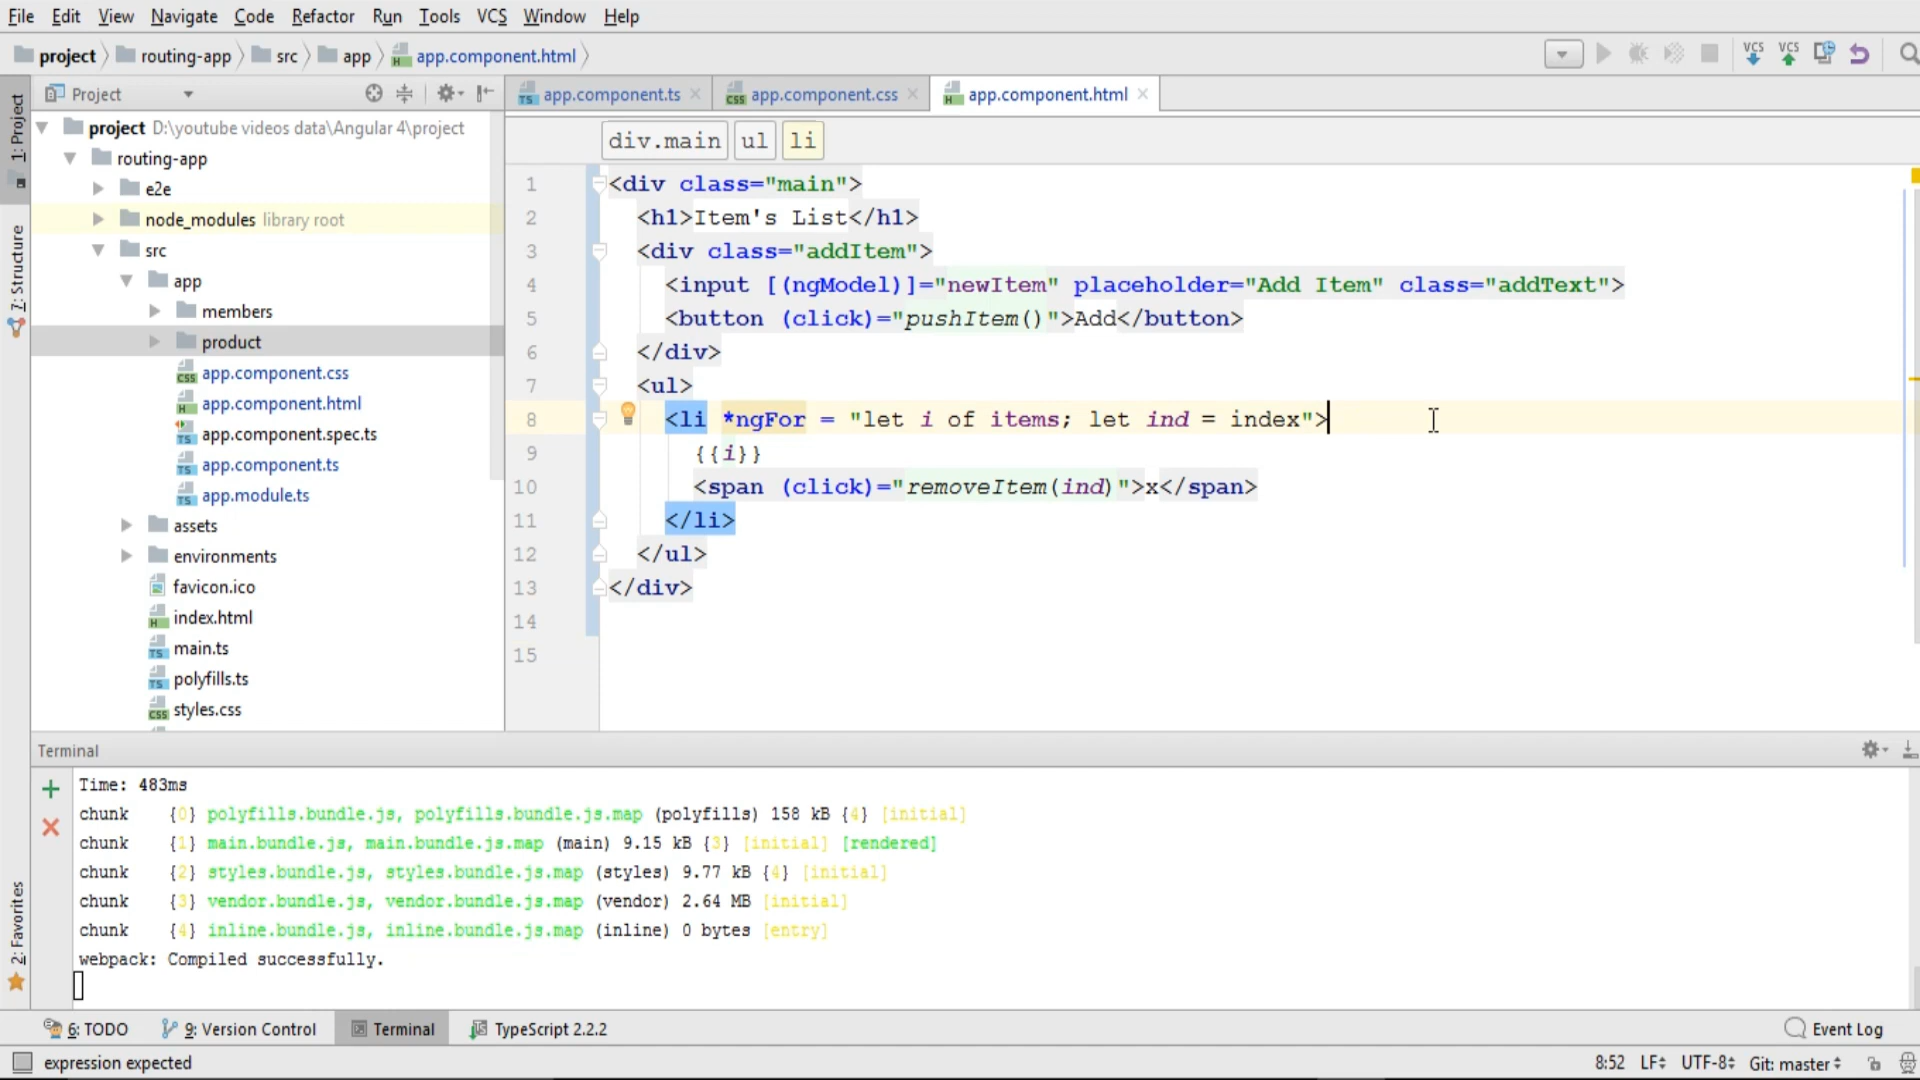 File Edit View Navigate Code Refactor Run Tools VCS Window Help
project routing-app src app app.component.html
VCS VCS
1: Project
7: Structure
2: Favorites
Project
app.component.ts app.component.css app.component.html
project D:\youtube videos data\Angular 4\project
routing-app
e2e
node_modules library root
src
app
members
product
app.component.css
app.component.html
app.component.spec.ts
app.component.ts
app.module.ts
assets
environments
favicon.ico
index.html
main.ts
polyfills.ts
styles.css
div.main ul li
1 <div class="main">
2 <h1>Item's List</h1>
3 <div class="addItem">
4 <input [(ngModel)]="newItem" placeholder="Add Item" class="addText">
5 <button (click)="pushItem()">Add</button>
6 </div>
7 <ul>
8 <li *ngFor = "let i of items; let ind = index">
9 {{i}}
10 <span (click)="removeItem(ind)">x</span>
11 </li>
12 </ul>
13 </div>
14
15
Terminal
Time: 483ms
chunk {0} polyfills.bundle.js, polyfills.bundle.js.map (polyfills) 158 kB {4} [initial]
chunk {1} main.bundle.js, main.bundle.js.map (main) 9.15 kB {3} [initial] [rendered]
chunk {2} styles.bundle.js, styles.bundle.js.map (styles) 9.77 kB {4} [initial]
chunk {3} vendor.bundle.js, vendor.bundle.js.map (vendor) 2.64 MB [initial]
chunk {4} inline.bundle.js, inline.bundle.js.map (inline) 0 bytes [entry]
webpack: Compiled successfully.
6: TODO 9: Version Control Terminal TypeScript 2.2.2 Event Log
expression expected 8:52 LF UTF-8 Git: master